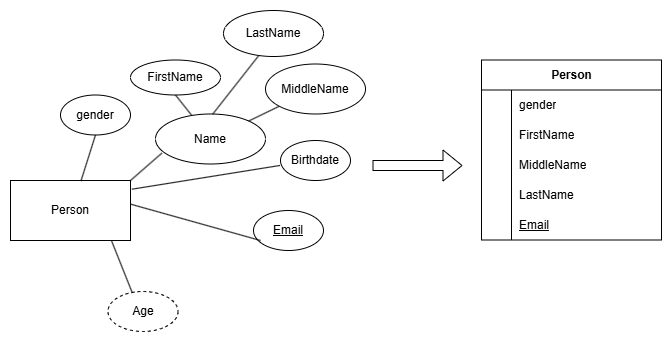 LastName
FirstName
MiddleName
gender
Name
Birthdate
Person
Email
Age
Person
gender
FirstName
MiddleName
LastName
Email